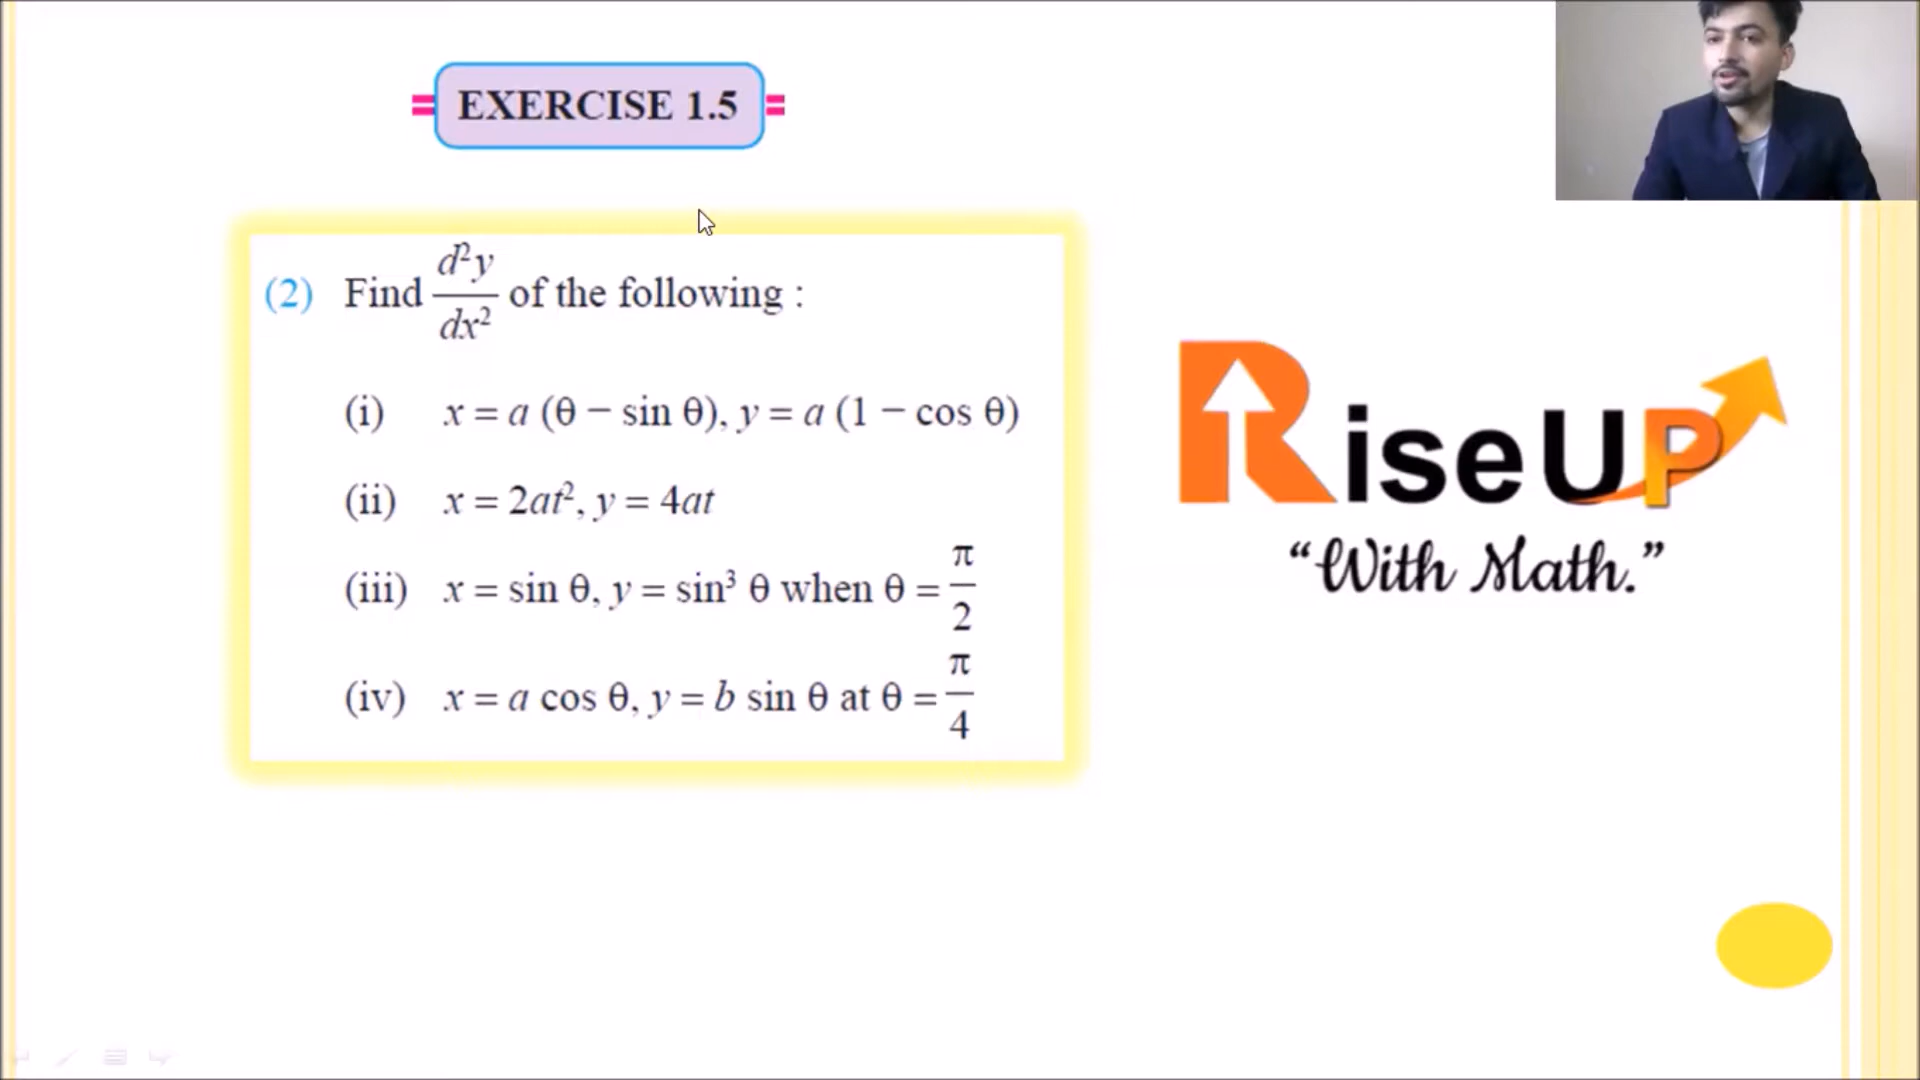 EXERCISE 1.5
(2) Find d²y/dx² of the following :
(i) x = a (θ − sin θ), y = a (1 − cos θ)
(ii) x = 2at², y = 4at
(iii) x = sin θ, y = sin³ θ when θ = π/2
(iv) x = a cos θ, y = b sin θ at θ = π/4
RiseUP
“With Math.”